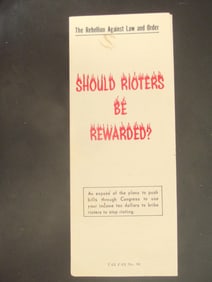 The Rebellion Against Law and Order
SHOULD RIOTERS
BE
REWARDED?
An exposé of the plans to push
bills through Congress to use
your income tax dollars to bribe
rioters to stop rioting.